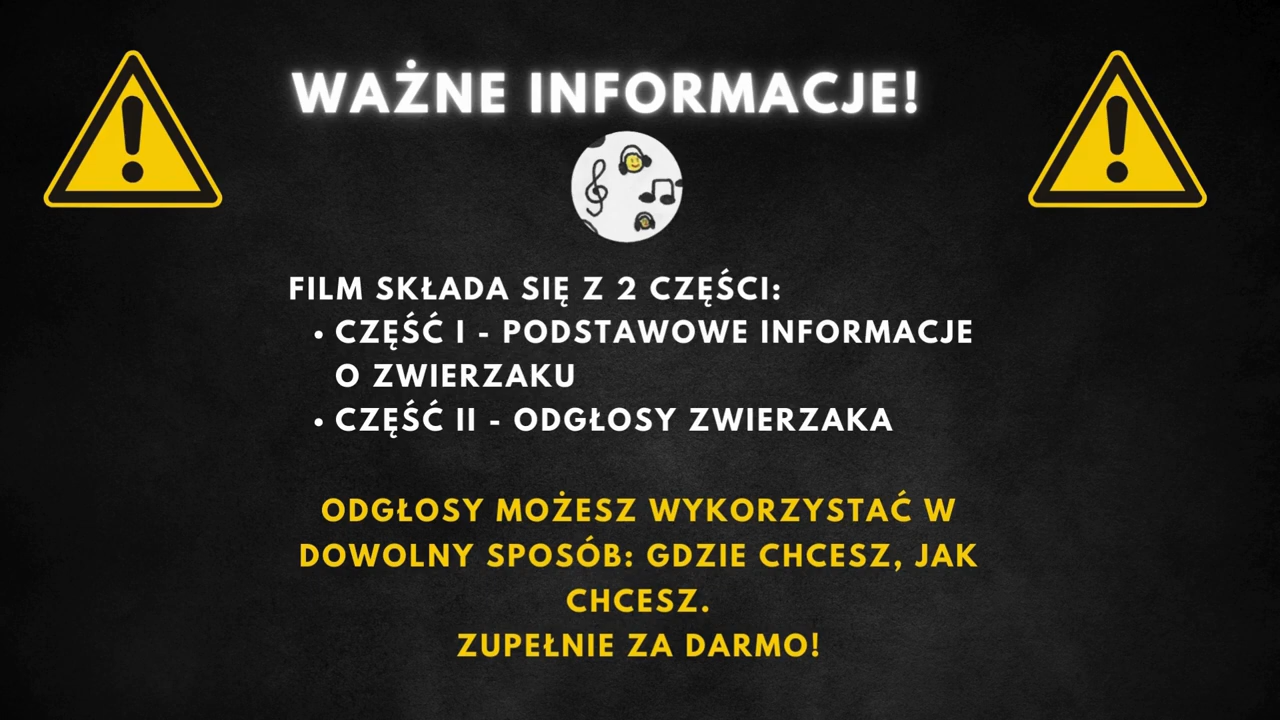 WAŻNE INFORMACJE!
FILM SKŁADA SIĘ Z 2 CZĘŚCI:
• CZĘŚĆ I - PODSTAWOWE INFORMACJE
O ZWIERZAKU
• CZĘŚĆ II - ODGŁOSY ZWIERZAKA
ODGŁOSY MOŻESZ WYKORZYSTAĆ W
DOWOLNY SPOSÓB: GDZIE CHCESZ, JAK
CHCESZ.
ZUPEŁNIE ZA DARMO!